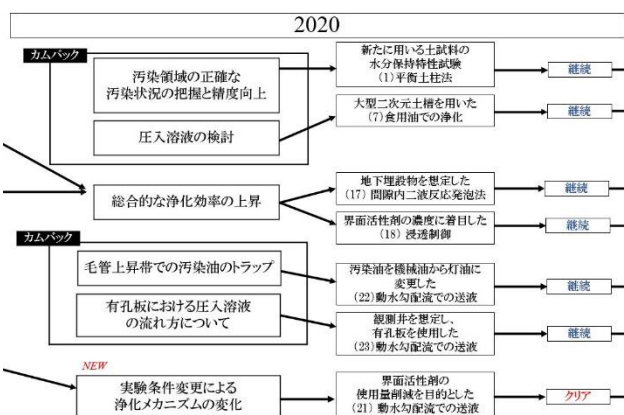 2020
カムバック
汚染領域の正確な
汚染状況の把握と精度向上
新たに用いる土試料の
水分保持特性試験
(1)平衡土柱法
継続
圧入溶液の検討
大型二次元土槽を用いた
(7)食用油での浄化
継続
総合的な浄化効率の上昇
地下埋設物を想定した
(17) 間隙内二液反応発泡法
継続
界面活性剤の濃度に着目した
(18) 浸透制御
継続
カムバック
毛管上昇帯での汚染油のトラップ
汚染油を機械油から灯油に
変更した
(22)動水勾配流での送液
継続
有孔板における圧入溶液
の流れ方について
観測井を想定し、
有孔板を使用した
(23)動水勾配流での送液
継続
NEW
実験条件変更による
浄化メカニズムの変化
界面活性剤の
使用量削減を目的とした
(21) 動水勾配流での送液
クリア